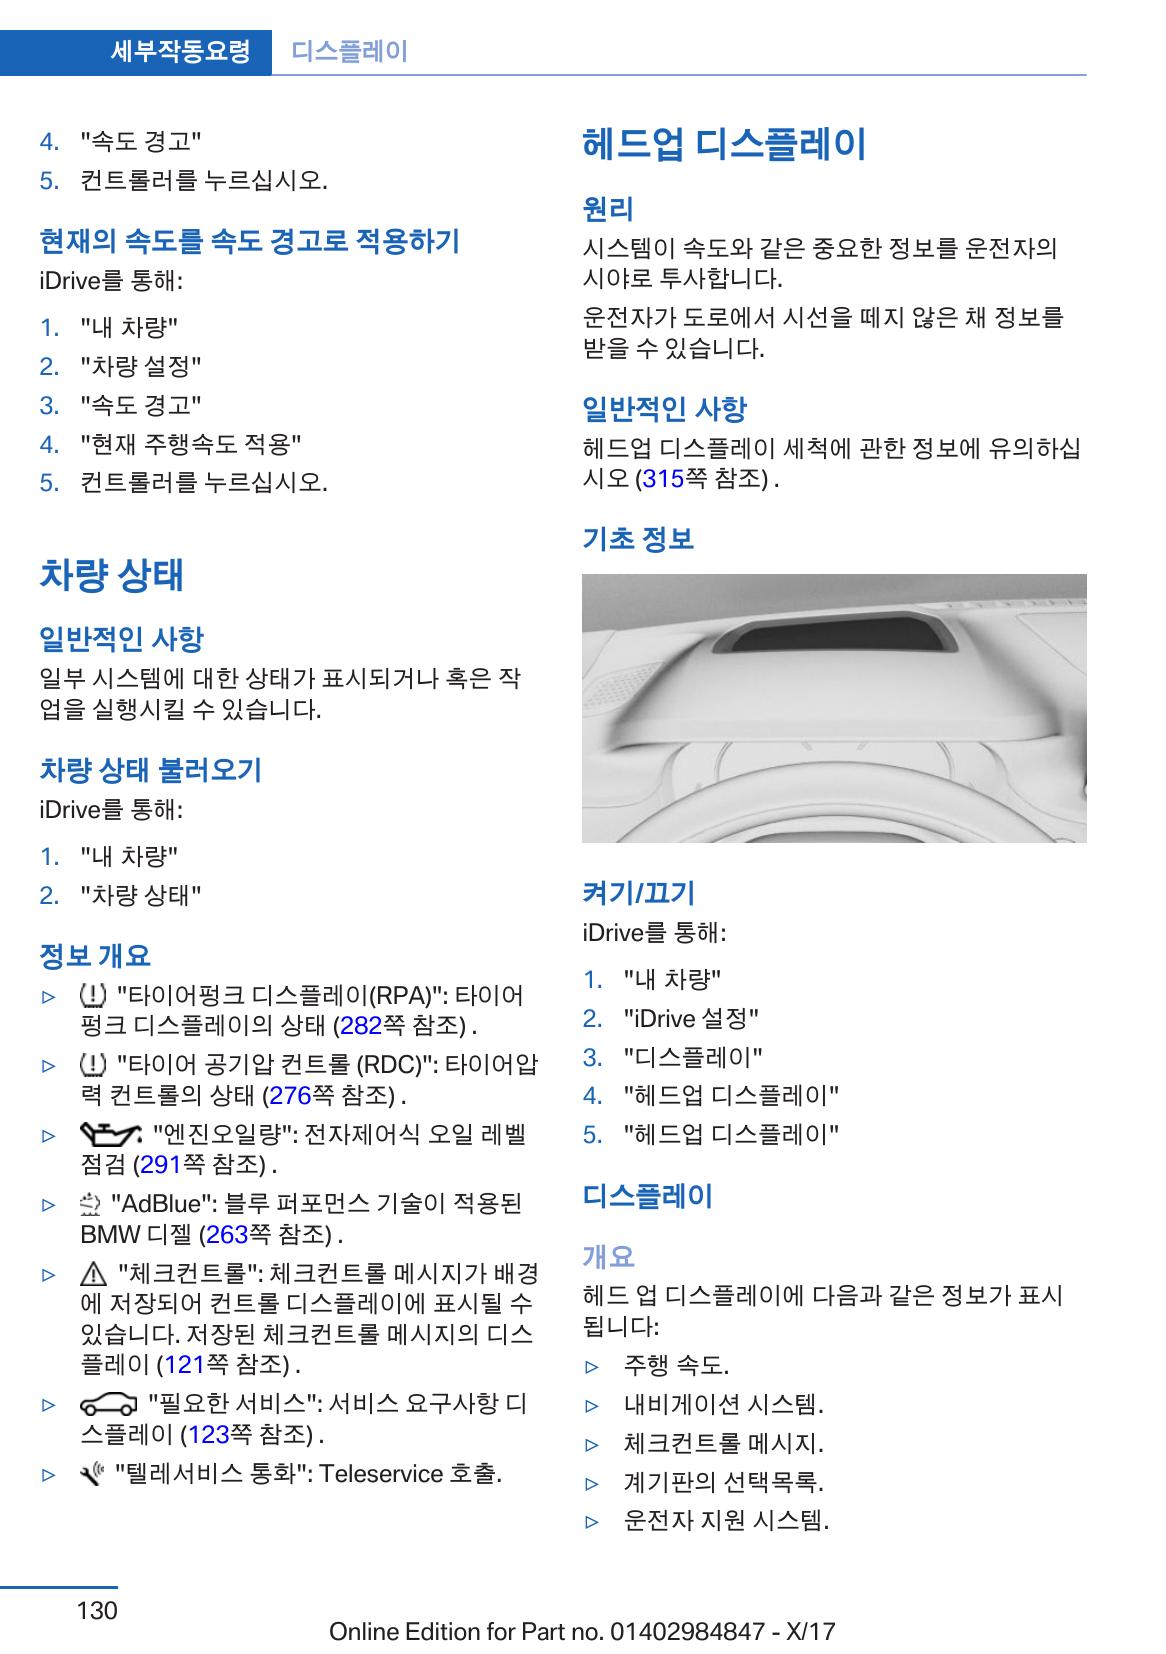 세부작동요령 디스플레이
4. "속도 경고"
5. 컨트롤러를 누르십시오.
현재의 속도를 속도 경고로 적용하기
iDrive를 통해:
1. "내 차량"
2. "차량 설정"
3. "속도 경고"
4. "현재 주행속도 적용"
5. 컨트롤러를 누르십시오.
차량 상태
일반적인 사항
일부 시스템에 대한 상태가 표시되거나 혹은 작
업을 실행시킬 수 있습니다.
차량 상태 불러오기
iDrive를 통해:
1. "내 차량"
2. "차량 상태"
정보 개요
▷ "타이어펑크 디스플레이(RPA)": 타이어
펑크 디스플레이의 상태 (282쪽 참조) .
▷ "타이어 공기압 컨트롤 (RDC)": 타이어압
력 컨트롤의 상태 (276쪽 참조) .
▷ "엔진오일량": 전자제어식 오일 레벨
점검 (291쪽 참조) .
▷ "AdBlue": 블루 퍼포먼스 기술이 적용된
BMW 디젤 (263쪽 참조) .
▷ "체크컨트롤": 체크컨트롤 메시지가 배경
에 저장되어 컨트롤 디스플레이에 표시될 수
있습니다. 저장된 체크컨트롤 메시지의 디스
플레이 (121쪽 참조) .
▷ "필요한 서비스": 서비스 요구사항 디
스플레이 (123쪽 참조) .
▷ "텔레서비스 통화": Teleservice 호출.
헤드업 디스플레이
원리
시스템이 속도와 같은 중요한 정보를 운전자의
시야로 투사합니다.
운전자가 도로에서 시선을 떼지 않은 채 정보를
받을 수 있습니다.
일반적인 사항
헤드업 디스플레이 세척에 관한 정보에 유의하십
시오 (315쪽 참조) .
기초 정보
켜기/끄기
iDrive를 통해:
1. "내 차량"
2. "iDrive 설정"
3. "디스플레이"
4. "헤드업 디스플레이"
5. "헤드업 디스플레이"
디스플레이
개요
헤드 업 디스플레이에 다음과 같은 정보가 표시
됩니다:
▷ 주행 속도.
▷ 내비게이션 시스템.
▷ 체크컨트롤 메시지.
▷ 계기판의 선택목록.
▷ 운전자 지원 시스템.
130
Online Edition for Part no. 01402984847 - X/17